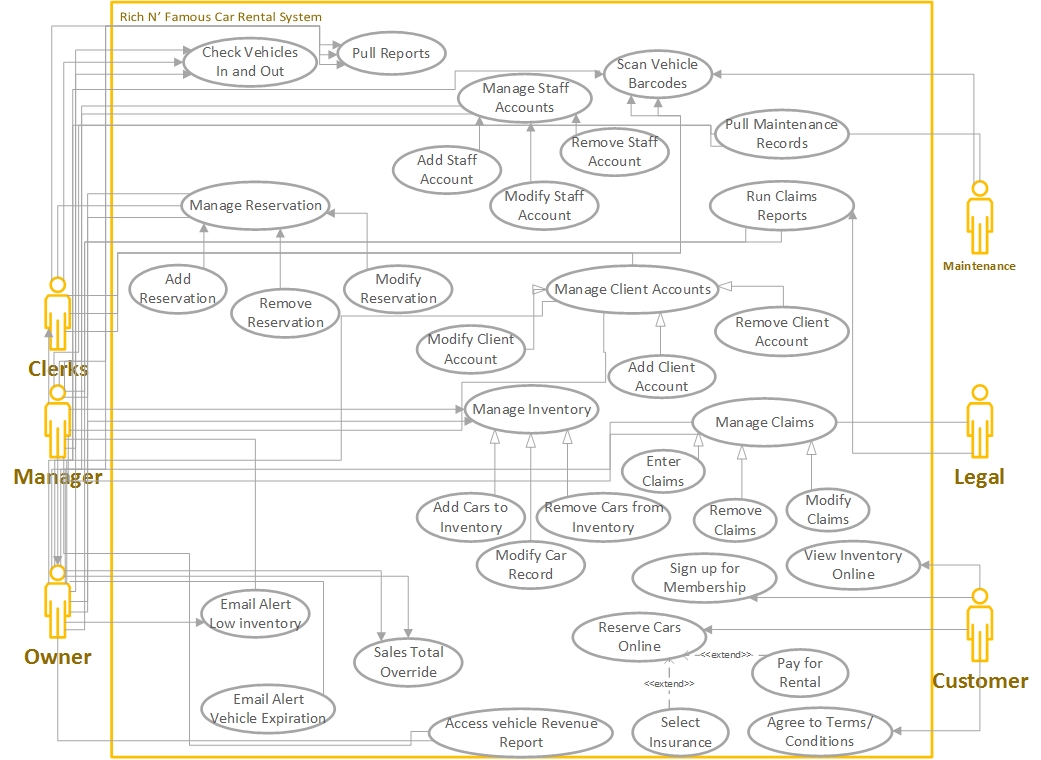 Rich N’ Famous Car Rental System
Check Vehicles
In and Out
Pull Reports
Scan Vehicle
Barcodes
Manage Staff
Accounts
Pull Maintenance
Records
Add Staff
Account
Remove Staff
Account
Modify Staff
Account
Manage Reservation
Run Claims
Reports
Maintenance
Add
Reservation
Remove
Reservation
Modify
Reservation
Manage Client Accounts
Modify Client
Account
Add Client
Account
Remove Client
Account
Clerks
Manage Inventory
Manage Claims
Manager
Legal
Enter
Claims
Remove
Claims
Modify
Claims
Add Cars to
Inventory
Remove Cars from
Inventory
Modify Car
Record
Sign up for
Membership
View Inventory
Online
Email Alert
Low inventory
Reserve Cars
Online
Owner
Sales Total
Override
<<extend>>
Pay for
Rental
Customer
<<extend>>
Email Alert
Vehicle Expiration
Access vehicle Revenue
Report
Select
Insurance
Agree to Terms/
Conditions